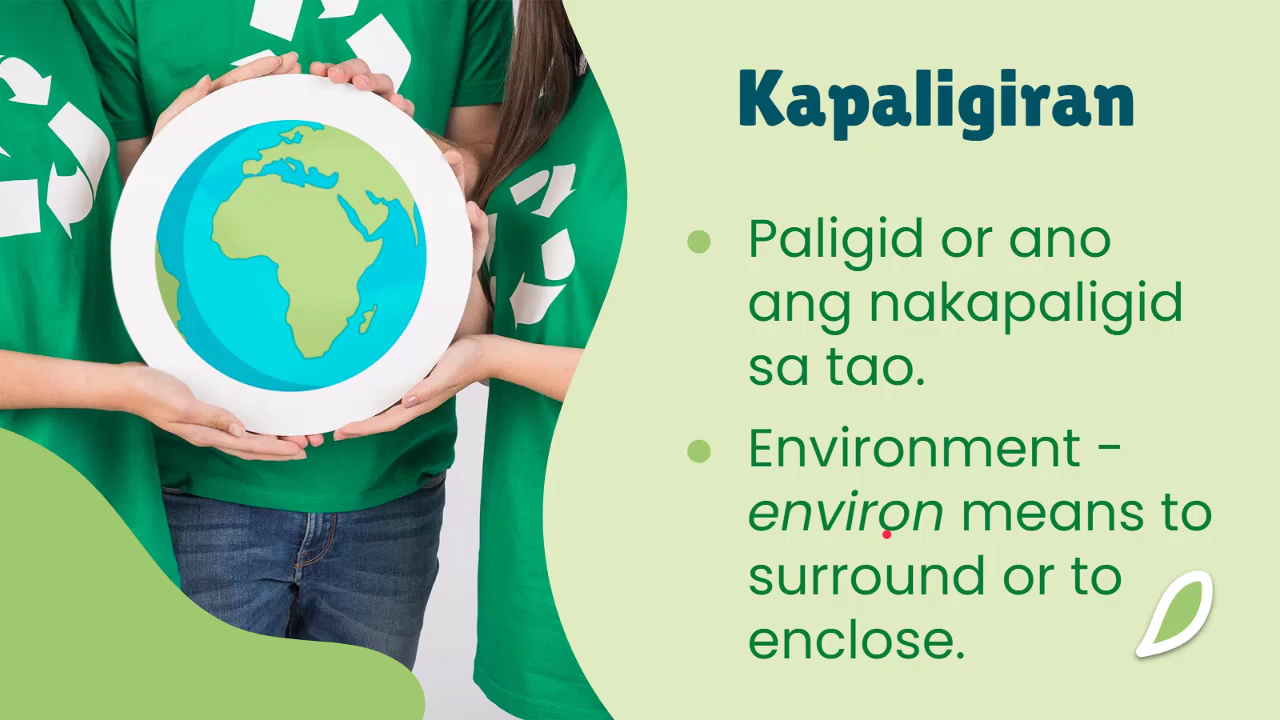 Kapaligiran
Paligid or ano
ang nakapaligid
sa tao.
Environment -
environ means to
surround or to
enclose.